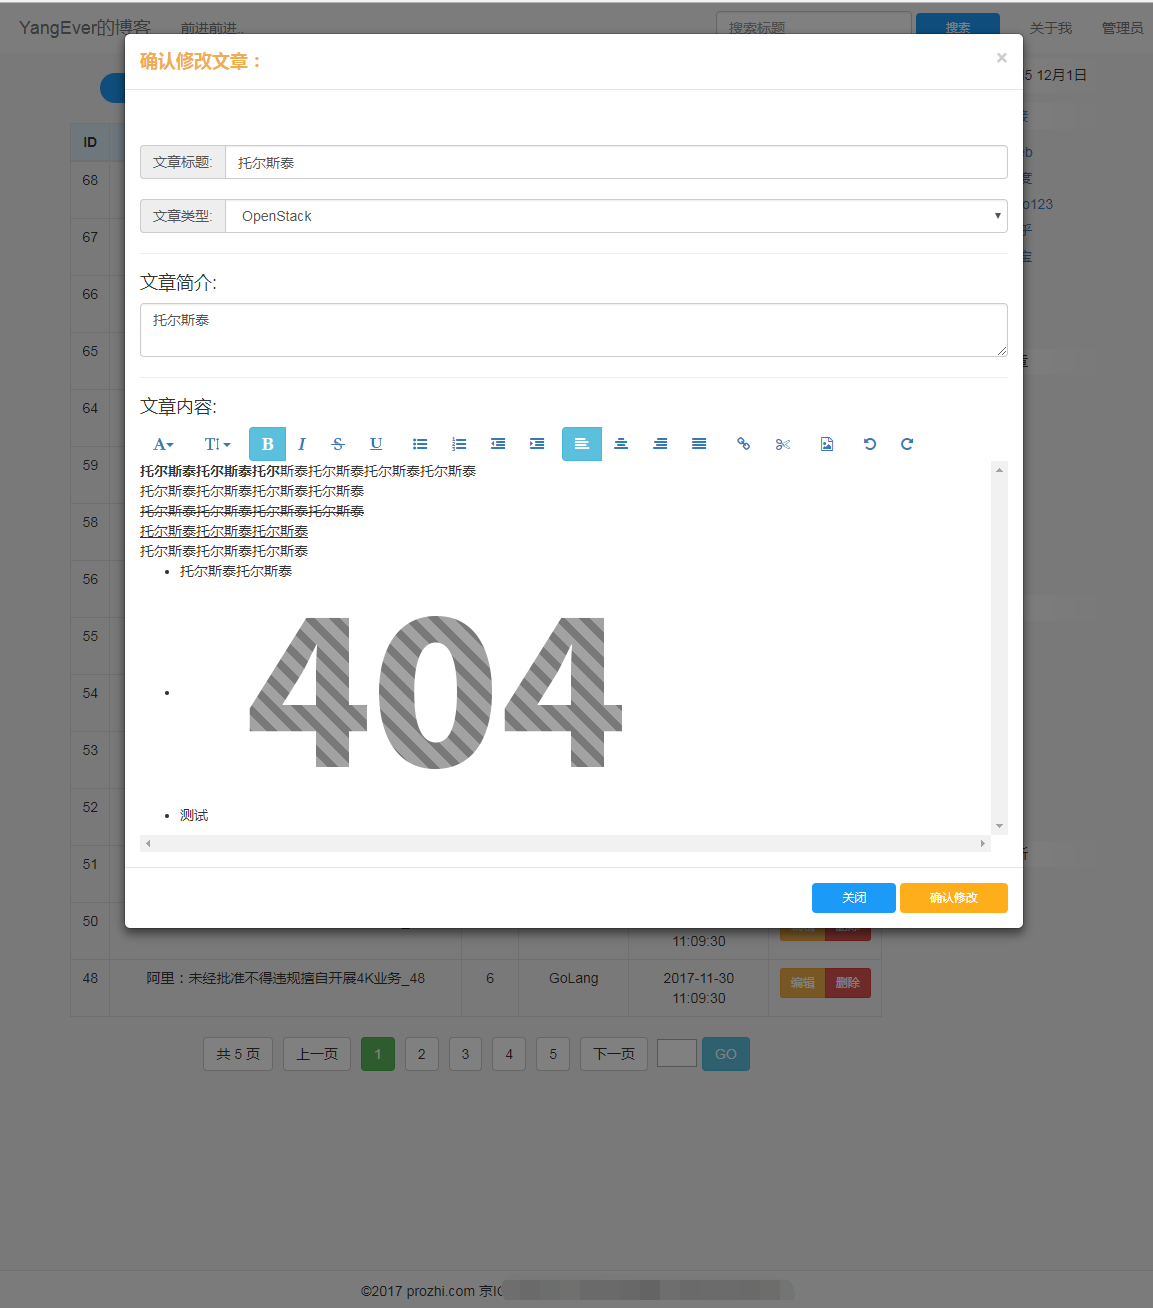 YangEver的博客 前进前进.. 搜索标题 搜索 关于我 管理员
确认修改文章： ×
5 12月1日
ID
文章标题: 托尔斯泰
68
文章类型: OpenStack
o123
67
文章简介:
66
托尔斯泰
65
文章内容:
64
A TI B I S U
59
托尔斯泰托尔斯泰托尔斯泰托尔斯泰托尔斯泰托尔斯泰
托尔斯泰托尔斯泰托尔斯泰托尔斯泰
托尔斯泰托尔斯泰托尔斯泰托尔斯泰
58
托尔斯泰托尔斯泰托尔斯泰
托尔斯泰托尔斯泰托尔斯泰
56
• 托尔斯泰托尔斯泰
55
54
• 404
53
52
• 测试
51
关闭 确认修改
50
11:09:30
48 阿里：未经批准不得违规擅自开展4K业务_48 6 GoLang 2017-11-30 编辑 删除
11:09:30
共 5 页 上一页 1 2 3 4 5 下一页 GO
©2017 prozhi.com 京IC